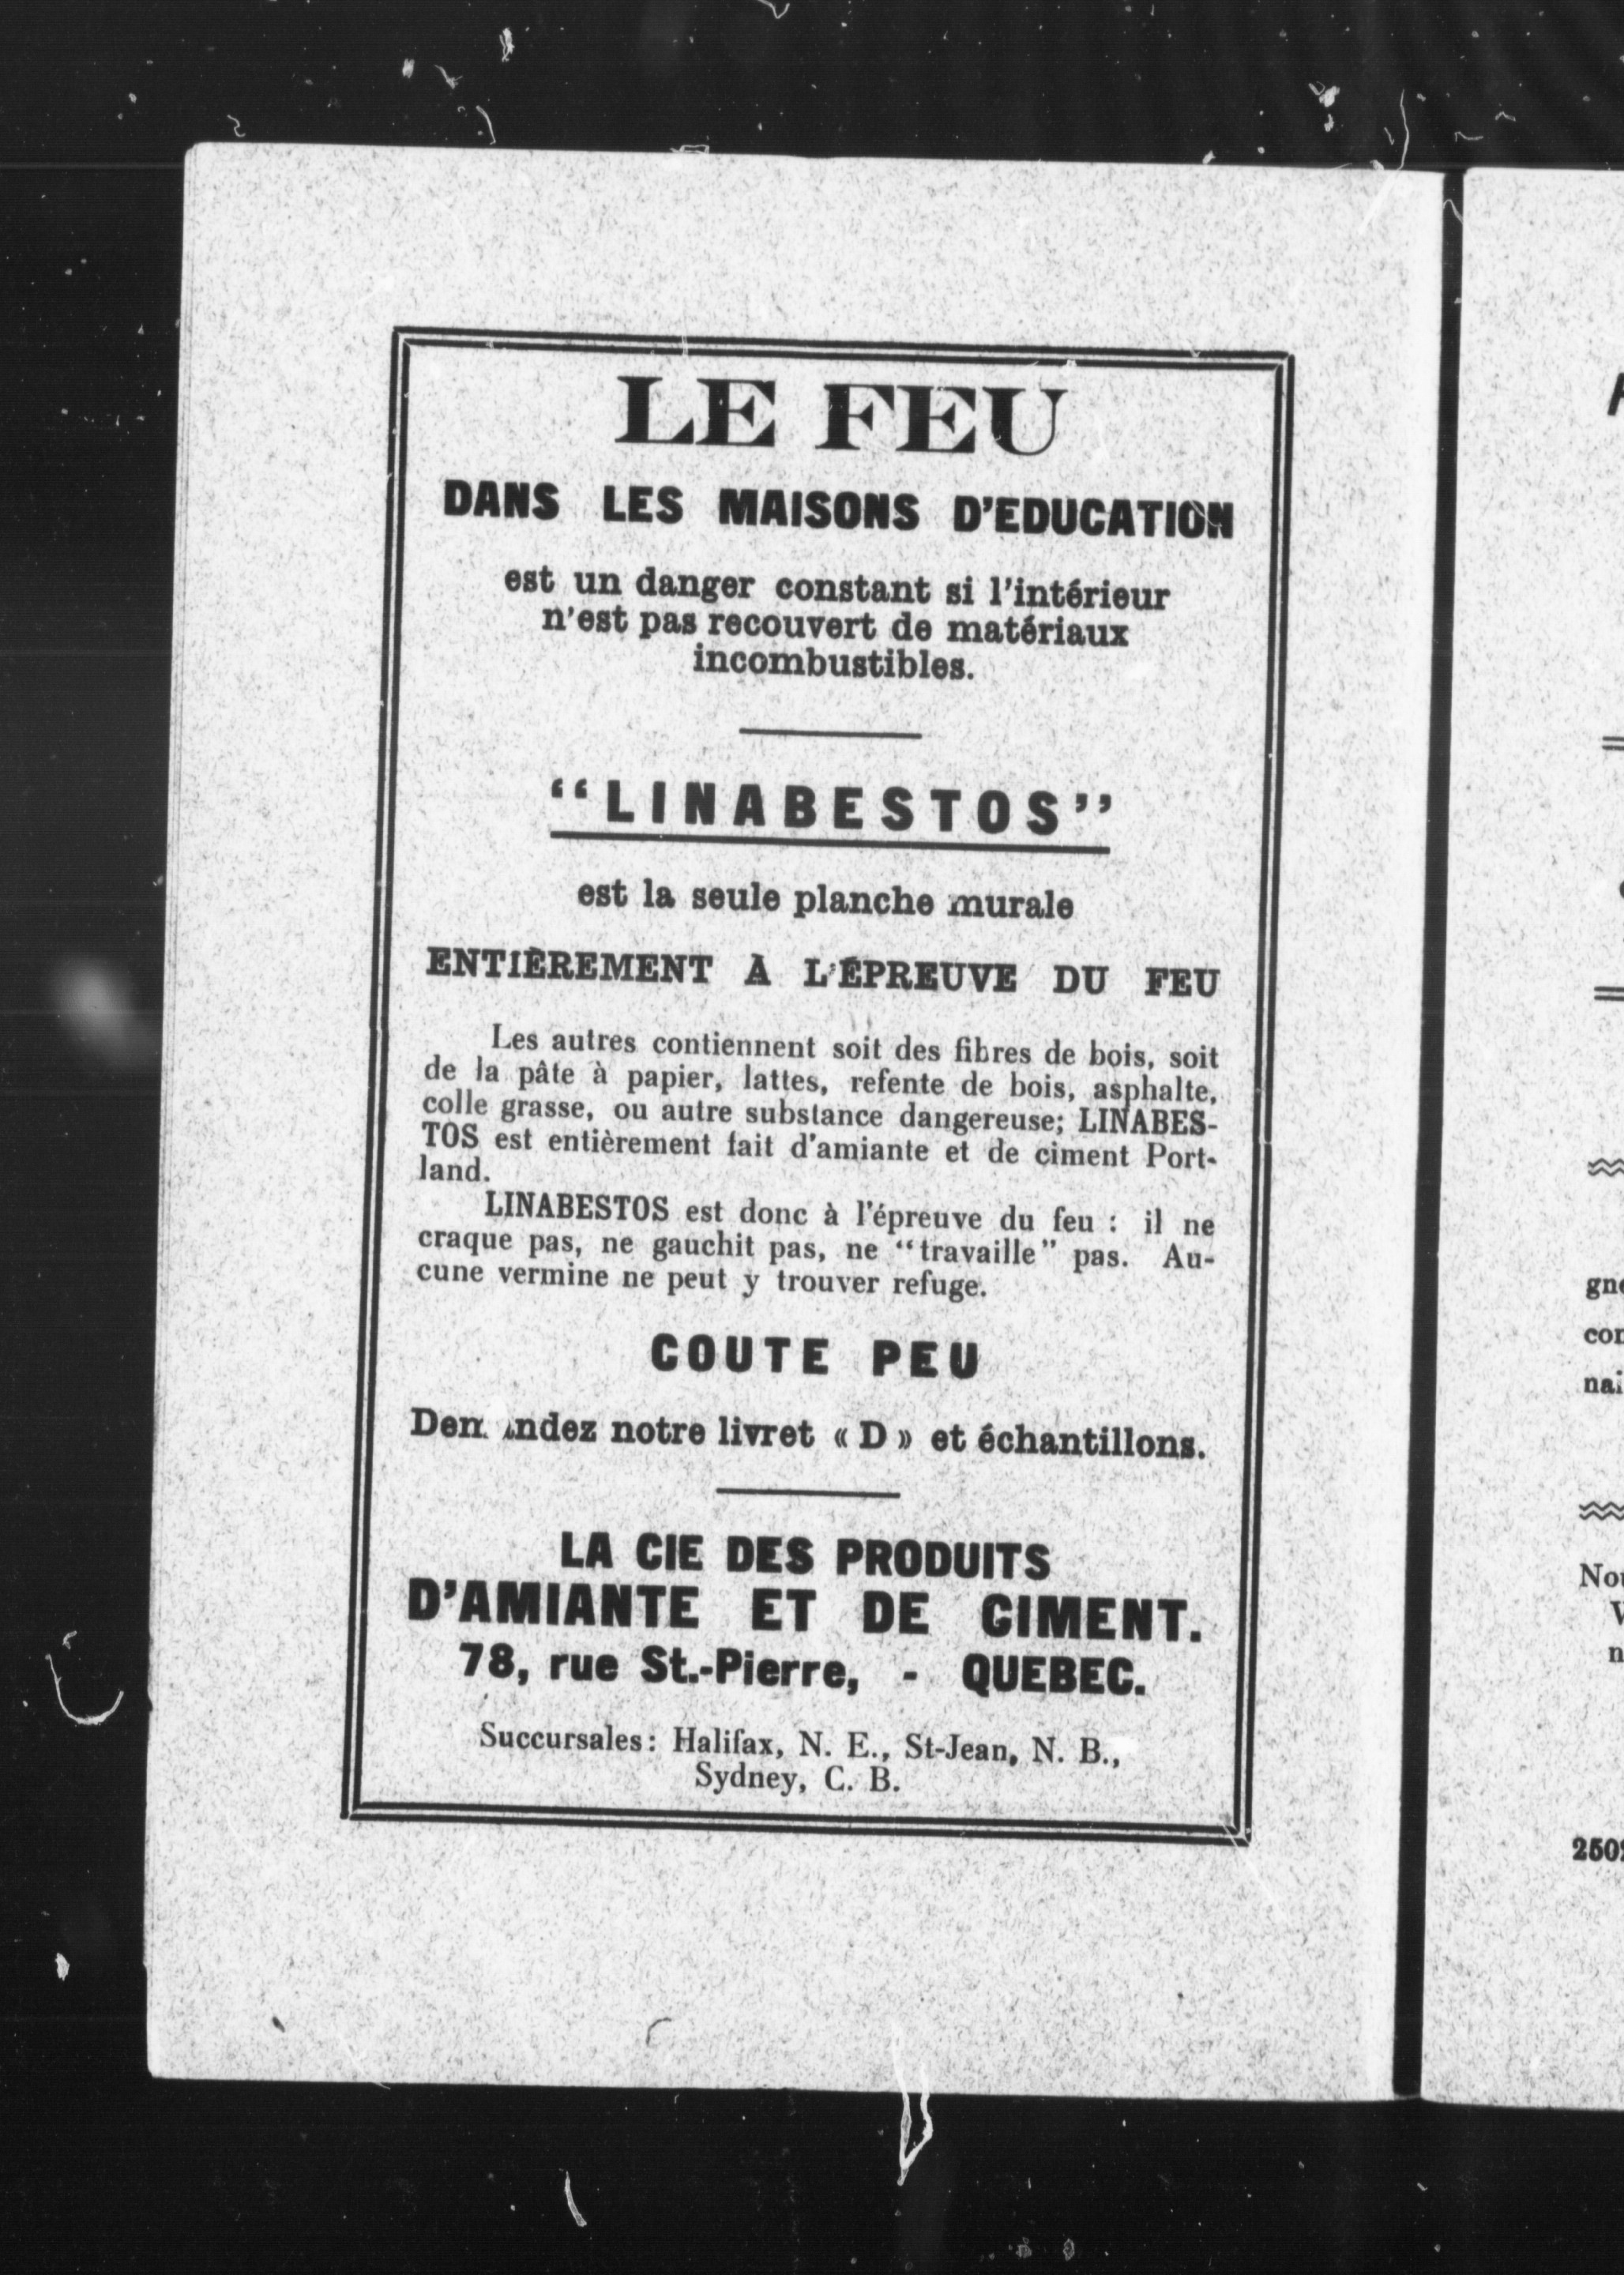 LE FEU
DANS LES MAISONS D'EDUCATION
est un danger constant si l'intérieur
n'est pas recouvert de matériaux
incombustibles.
“LINABESTOS”
est la seule planche murale
ENTIÈREMENT A L'ÉPREUVE DU FEU
Les autres contiennent soit des fibres de bois, soit
de la pâte à papier, lattes, refente de bois, asphalte,
colle grasse, ou autre substance dangereuse; LINABES-
TOS est entièrement fait d'amiante et de ciment Port-
land.
LINABESTOS est donc à l'épreuve du feu : il ne
craque pas, ne gauchit pas, ne “travaille” pas. Au-
cune vermine ne peut y trouver refuge.
COUTE PEU
Demandez notre livret « D » et échantillons.
LA CIE DES PRODUITS
D'AMIANTE ET DE CIMENT.
78, rue St.-Pierre, - QUEBEC.
Succursales: Halifax, N. E., St-Jean, N. B.,
Sydney, C. B.